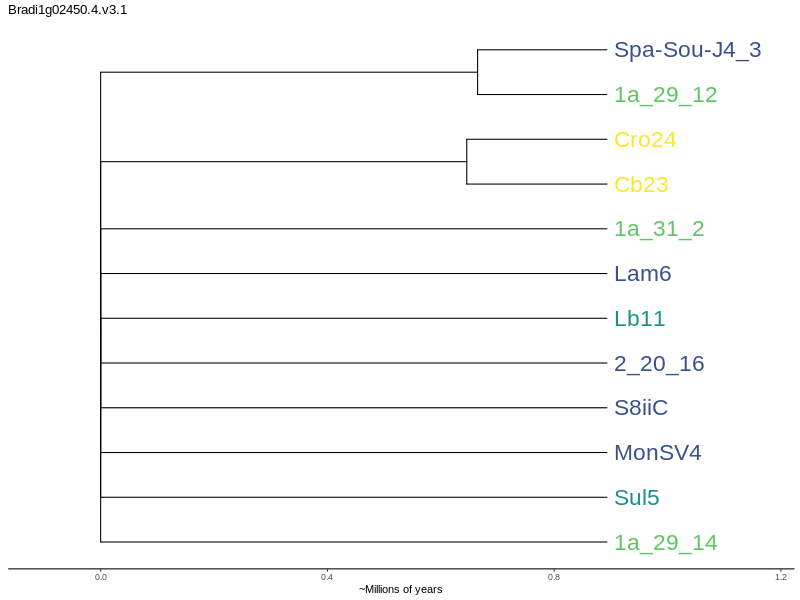 Bradi1g02450.4.v3.1
Spa-Sou-J4_3
1a_29_12
Cro24
Cb23
1a_31_2
Lam6
Lb11
2_20_16
S8iiC
MonSV4
Sul5
1a_29_14
0.0 0.4 0.8 1.2
~Millions of years